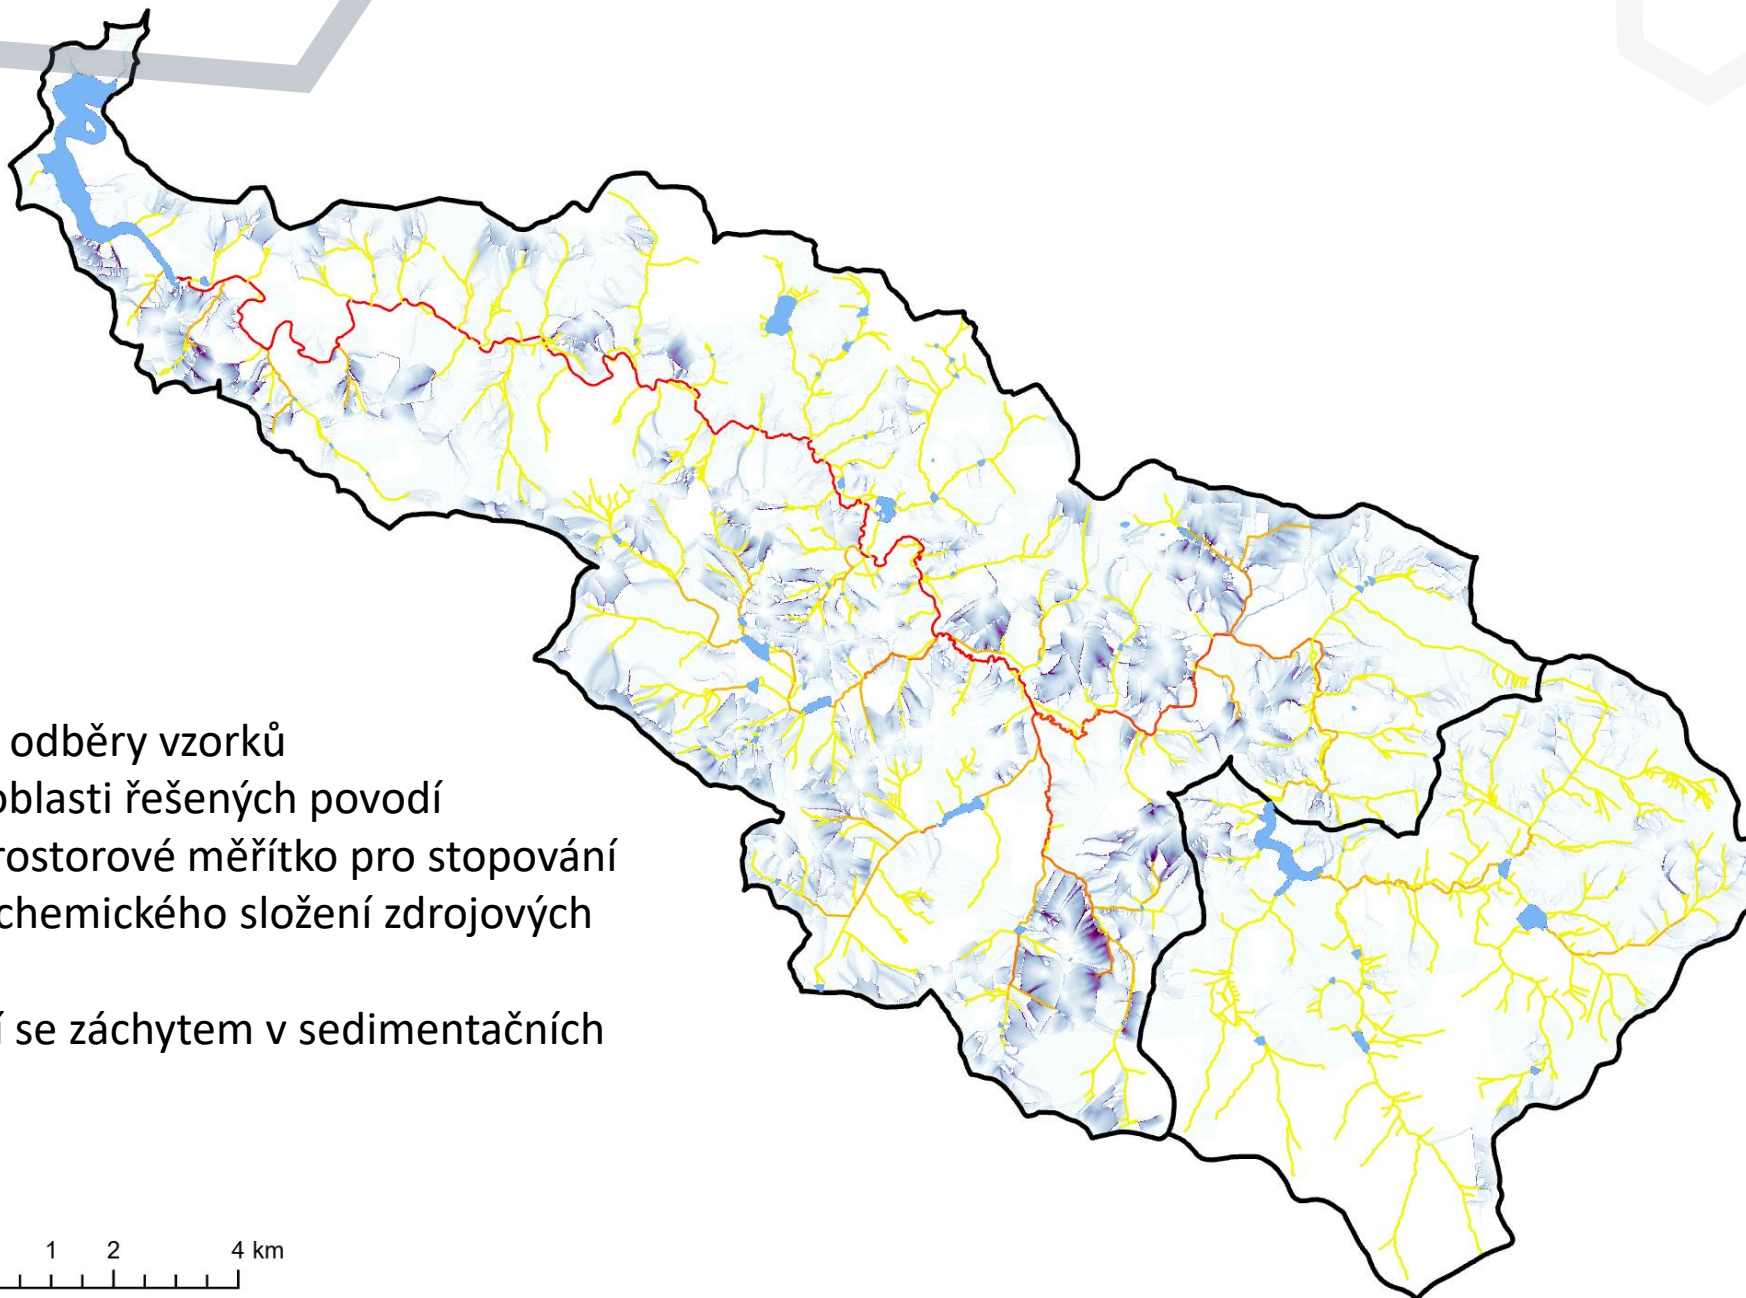 odběry vzorků
oblasti řešených povodí
rostorové měřítko pro stopování
chemického složení zdrojových
se záchytem v sedimentačních
1 2 4 km